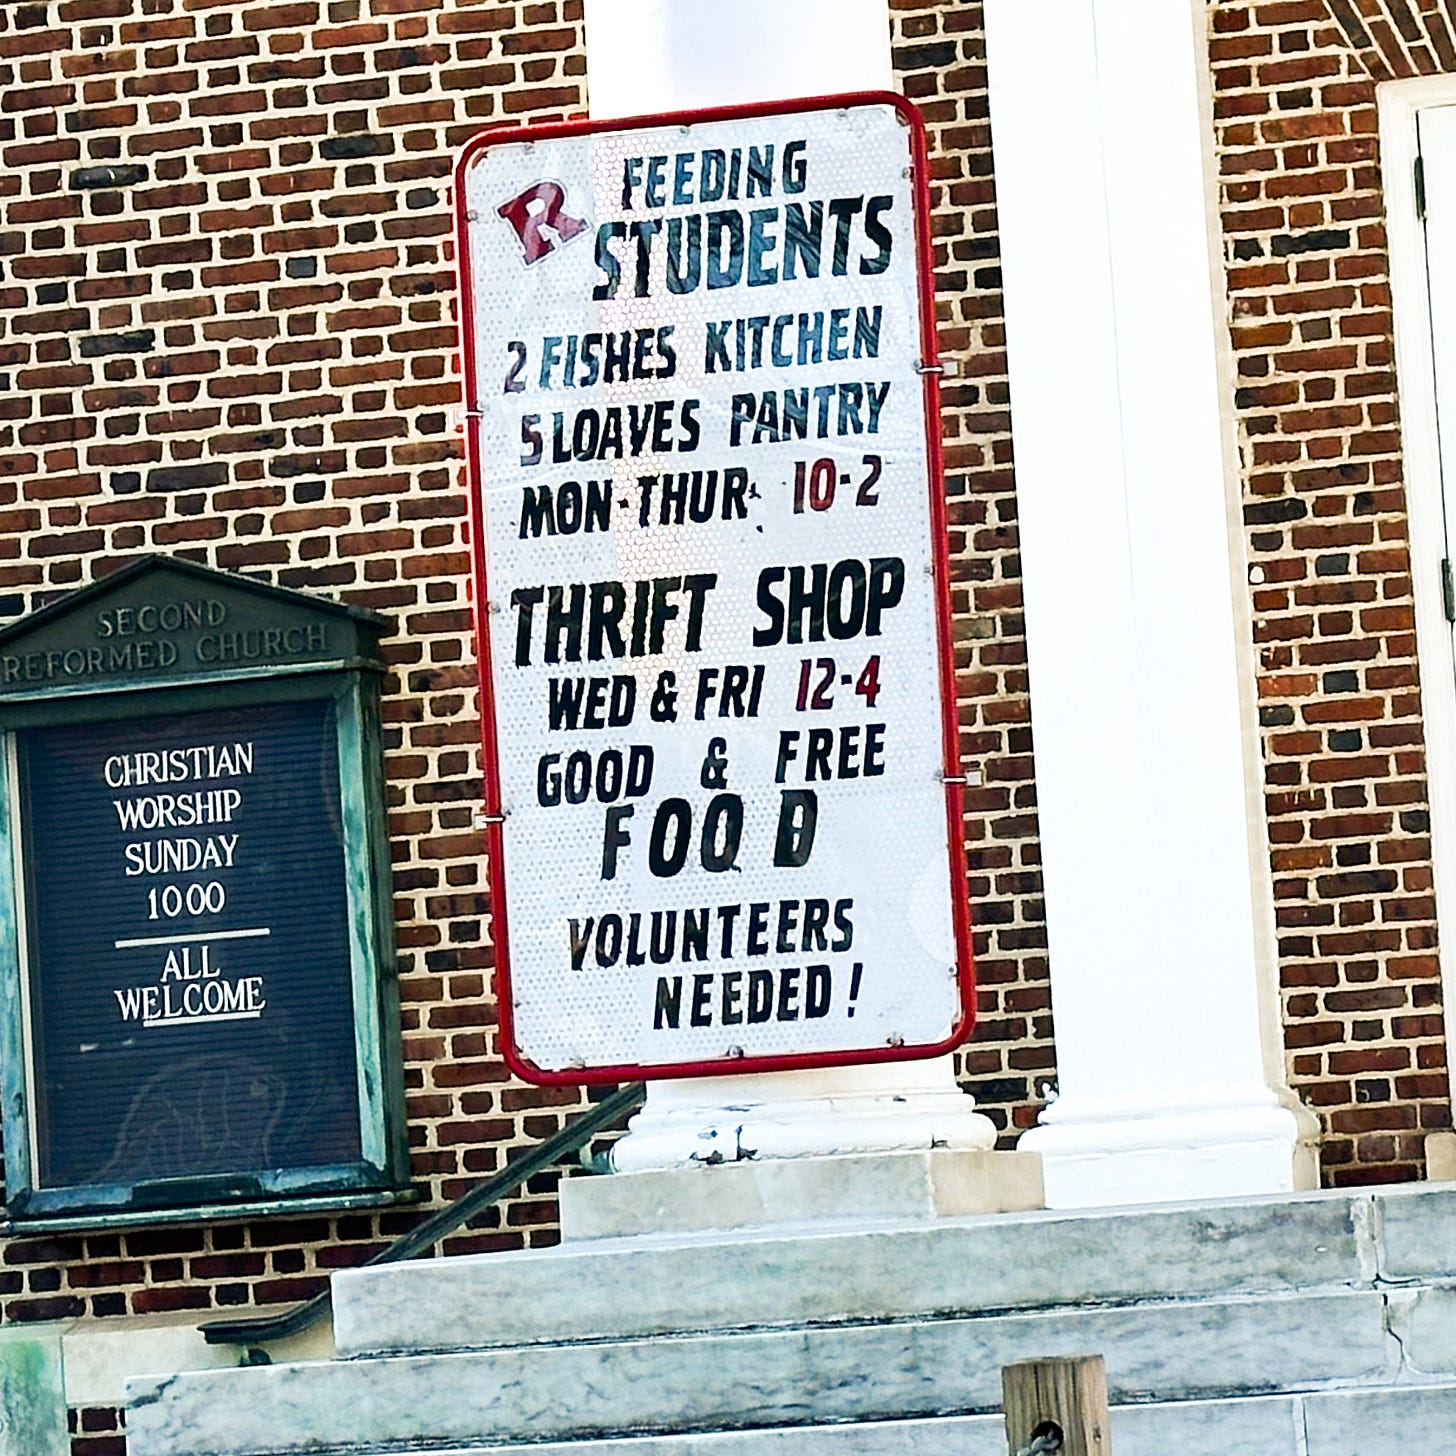 SECOND
REFORMED CHURCH
CHRISTIAN
WORSHIP
SUNDAY
10 00
ALL
WELCOME
R FEEDING
STUDENTS
2 FISHES KITCHEN
5 LOAVES PANTRY
MON-THUR. 10-2
THRIFT SHOP
WED & FRI 12-4
GOOD & FREE
FOOD
VOLUNTEERS
NEEDED!